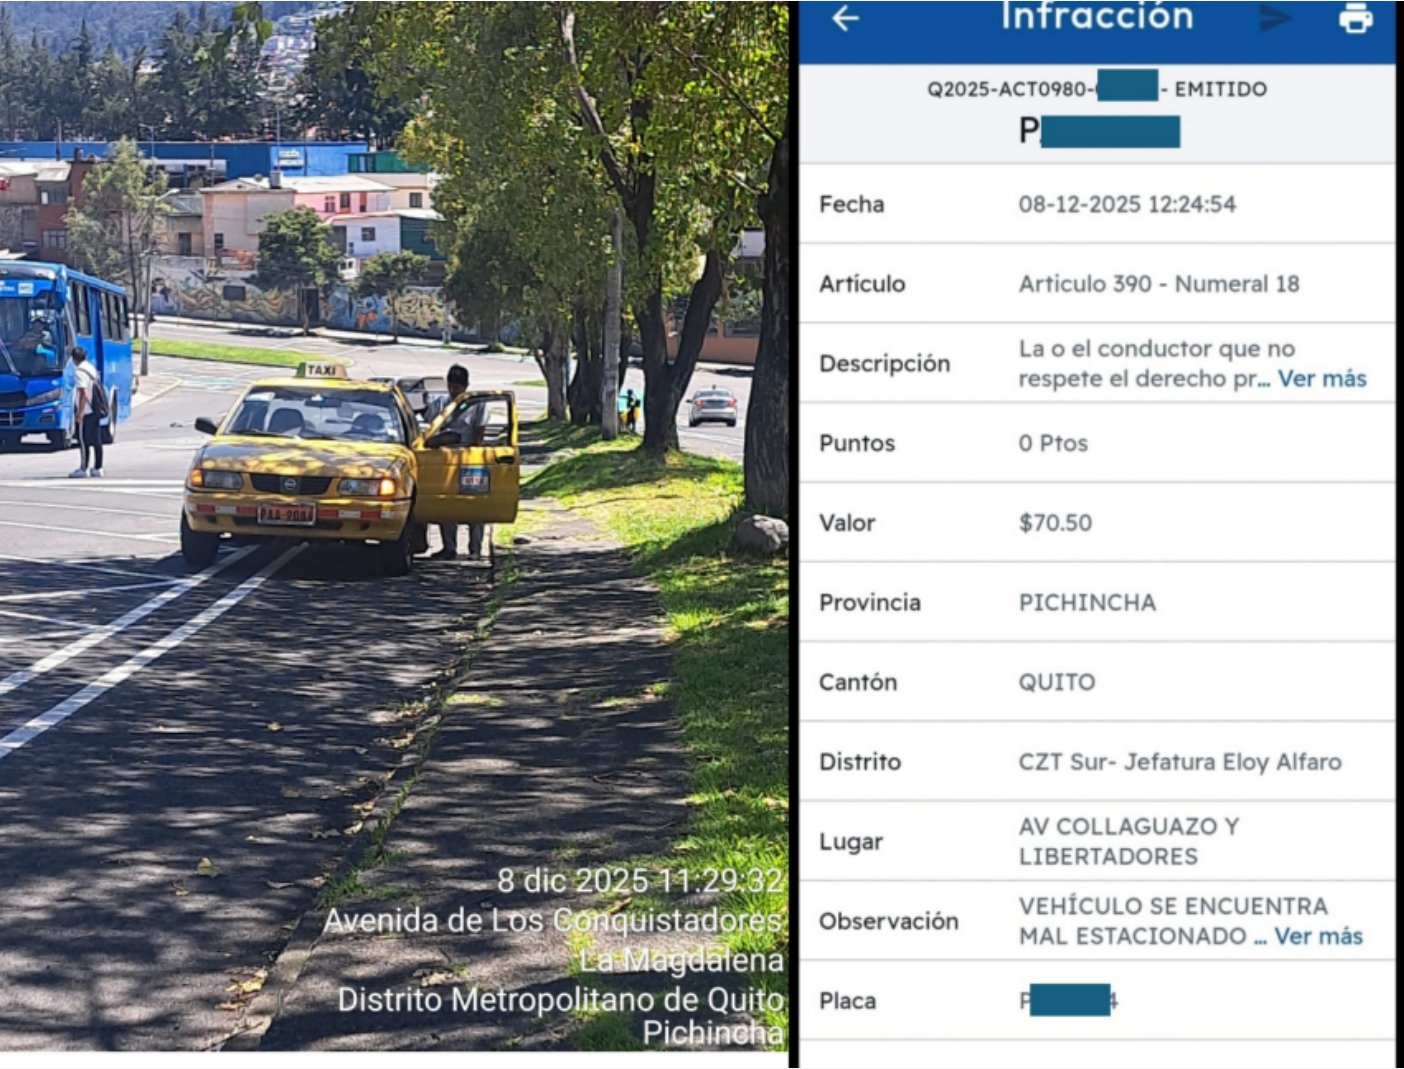 TAXI
8 dic 2025 11:29:32
Avenida de Los Conquistadores
La Magdalena
Distrito Metropolitano de Quito
Pichincha
Infracción
Q2025-ACT0980- - EMITIDO
P
Fecha 08-12-2025 12:24:54
Artículo Articulo 390 - Numeral 18
Descripción La o el conductor que no
respete el derecho pr... Ver más
Puntos 0 Ptos
Valor $70.50
Provincia PICHINCHA
Cantón QUITO
Distrito CZT Sur- Jefatura Eloy Alfaro
Lugar AV COLLAGUAZO Y
LIBERTADORES
Observación VEHÍCULO SE ENCUENTRA
MAL ESTACIONADO ... Ver más
Placa P 4